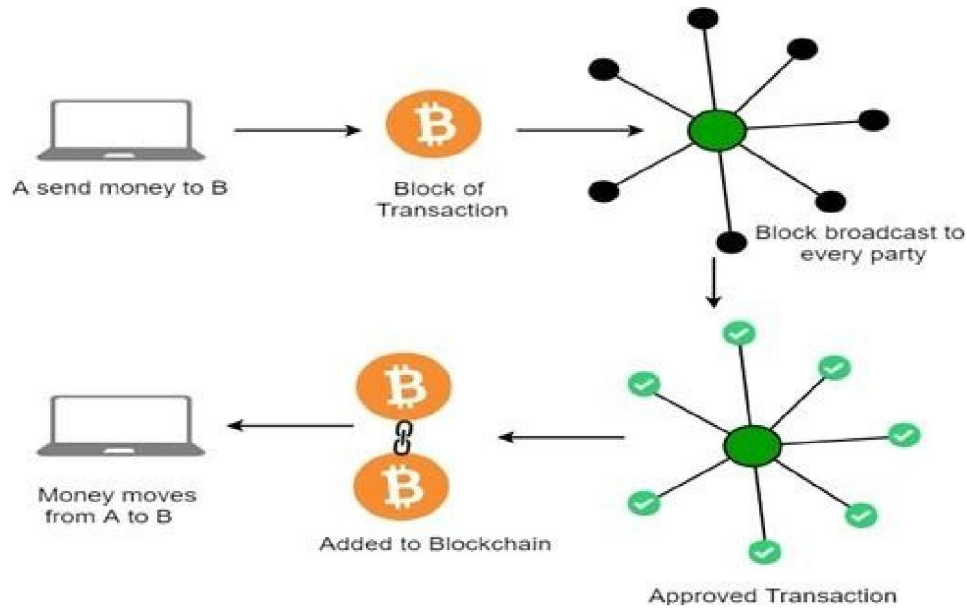 A send money to B
Block of
Transaction
Block broadcast to
every party
Money moves
from A to B
Added to Blockchain
Approved Transaction